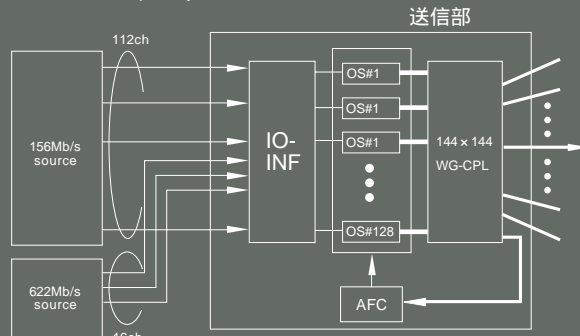 送信部
112ch
156Mb/s
source
IO-
INF
OS#1
OS#1
OS#1
OS#128
144 x 144
WG-CPL
622Mb/s
source
AFC
16ch